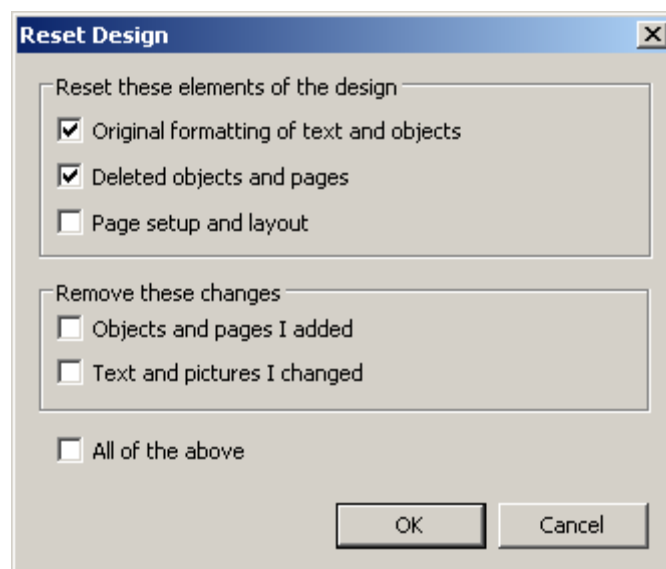 Reset Design
Reset these elements of the design
Original formatting of text and objects
Deleted objects and pages
Page setup and layout
Remove these changes
Objects and pages I added
Text and pictures I changed
All of the above
OK Cancel